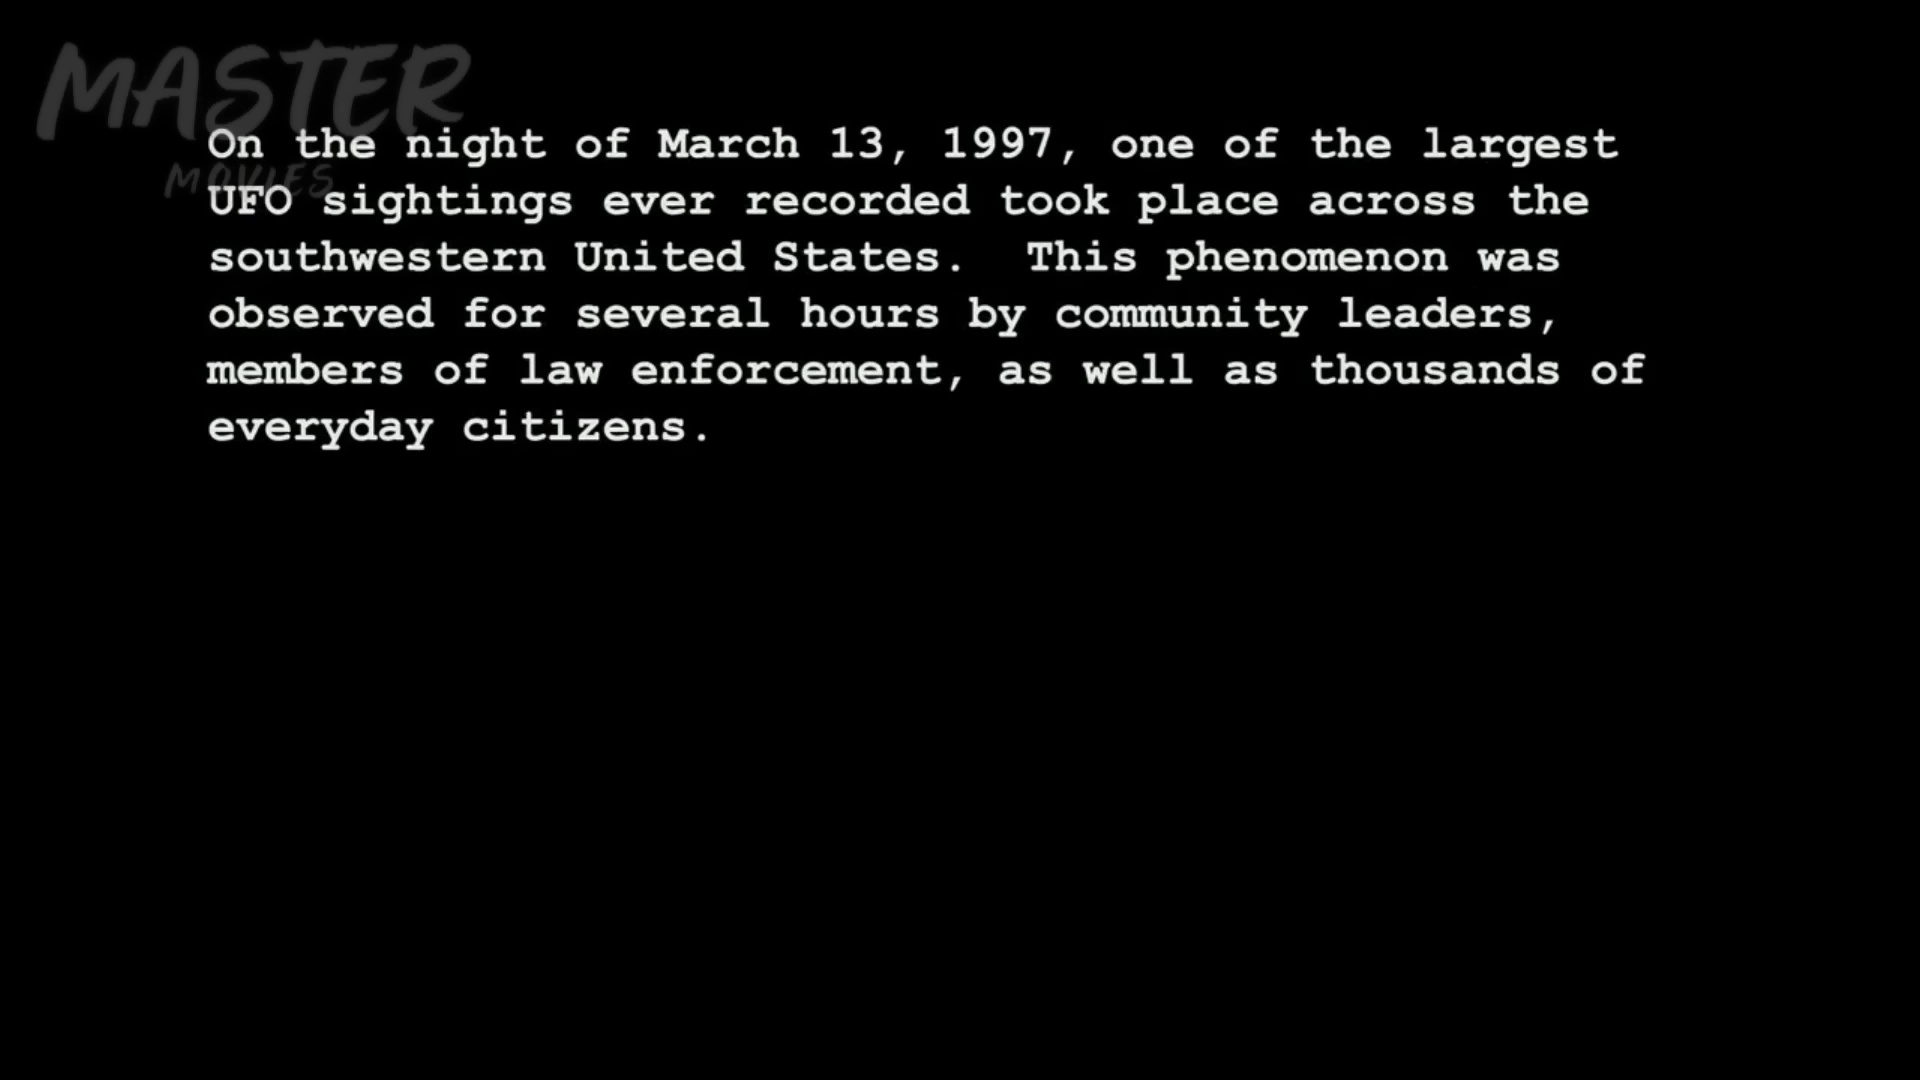 MASTER
MOVIES
On the night of March 13, 1997, one of the largest
UFO sightings ever recorded took place across the
southwestern United States.  This phenomenon was
observed for several hours by community leaders,
members of law enforcement, as well as thousands of
everyday citizens.